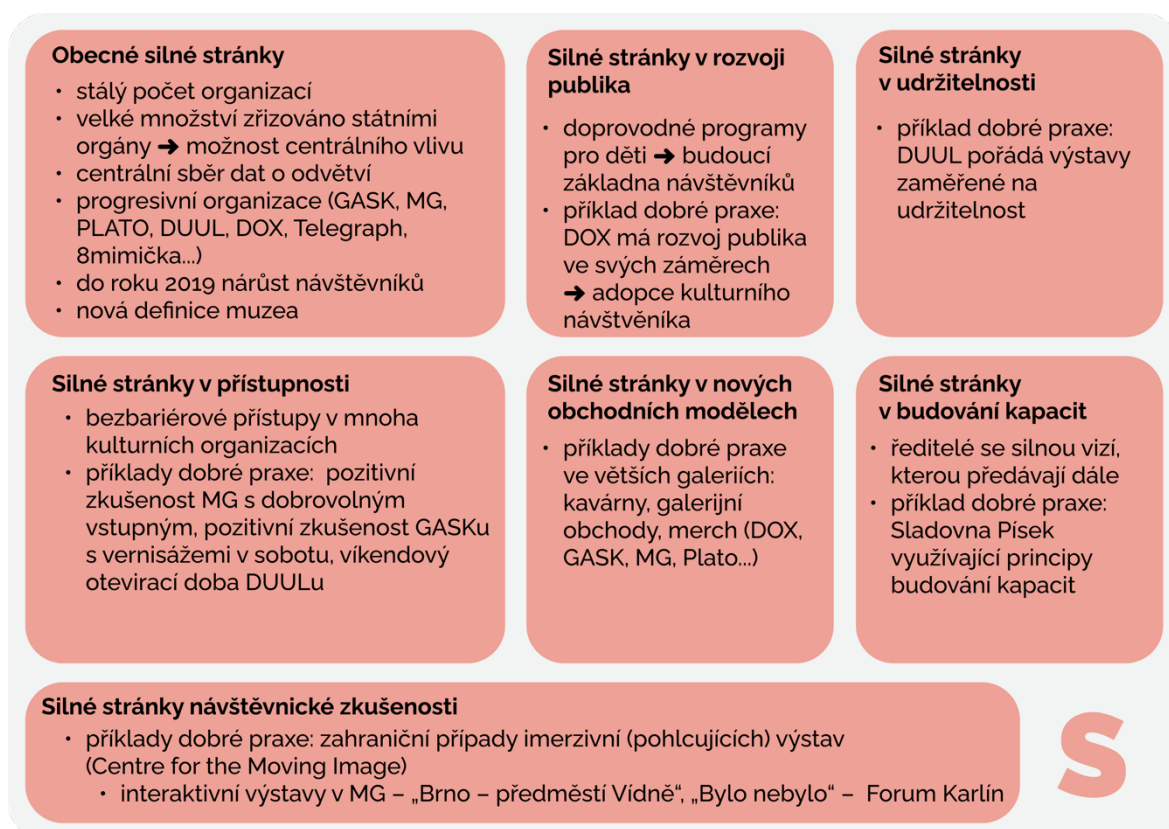 Obecné silné stránky
• stálý počet organizací
• velké množství zřizováno státními
orgány ➜ možnost centrálního vlivu
• centrální sběr dat o odvětví
• progresivní organizace (GASK, MG,
PLATO, DUUL, DOX, Telegraph,
8mimička...)
• do roku 2019 nárůst návštěvníků
• nová definice muzea
Silné stránky v rozvoji
publika
• doprovodné programy
pro děti ➜ budoucí
základna návštěvníků
• příklad dobré praxe:
DOX má rozvoj publika
ve svých záměrech
➜ adopce kulturního
návštvěníka
Silné stránky
v udržitelnosti
• příklad dobré praxe:
DUUL pořádá výstavy
zaměřené na
udržitelnost
Silné stránky v přístupnosti
• bezbariérové přístupy v mnoha
kulturních organizacích
• příklady dobré praxe: pozitivní
zkušenost MG s dobrovolným
vstupným, pozitivní zkušenost GASKu
s vernisážemi v sobotu, víkendový
otevirací doba DUULu
Silné stránky v nových
obchodních modělech
• příklady dobré praxe
ve větších galeriích:
kavárny, galerijní
obchody, merch (DOX,
GASK, MG, Plato...)
Silné stránky
v budování kapacit
• ředitelé se silnou vizí,
kterou předávají dále
• příklad dobré praxe:
Sladovna Písek
využívající principy
budování kapacit
Silné stránky návštěvnické zkušenosti
• příklady dobré praxe: zahraniční případy imerzivní (pohlcujících) výstav
(Centre for the Moving Image)
• interaktivní výstavy v MG – „Brno – předměstí Vídně“, „Bylo nebylo“ – Forum Karlín
S